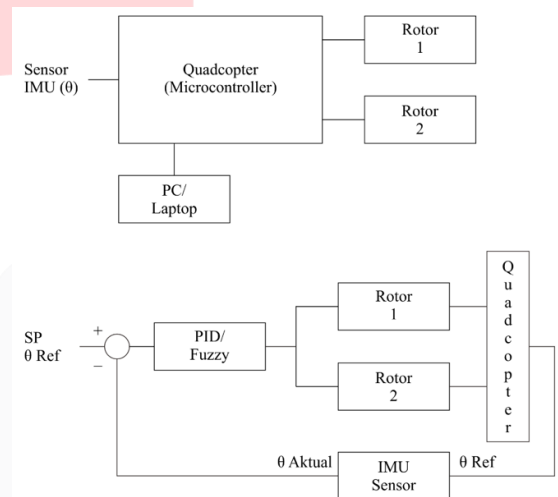 Sensor
IMU (θ)
Quadcopter
(Microcontroller)
Rotor
1
Rotor
2
PC/
Laptop
SP
θ Ref
+
−
PID/
Fuzzy
Rotor
1
Rotor
2
Quadcopter
θ Aktual
IMU
Sensor
θ Ref